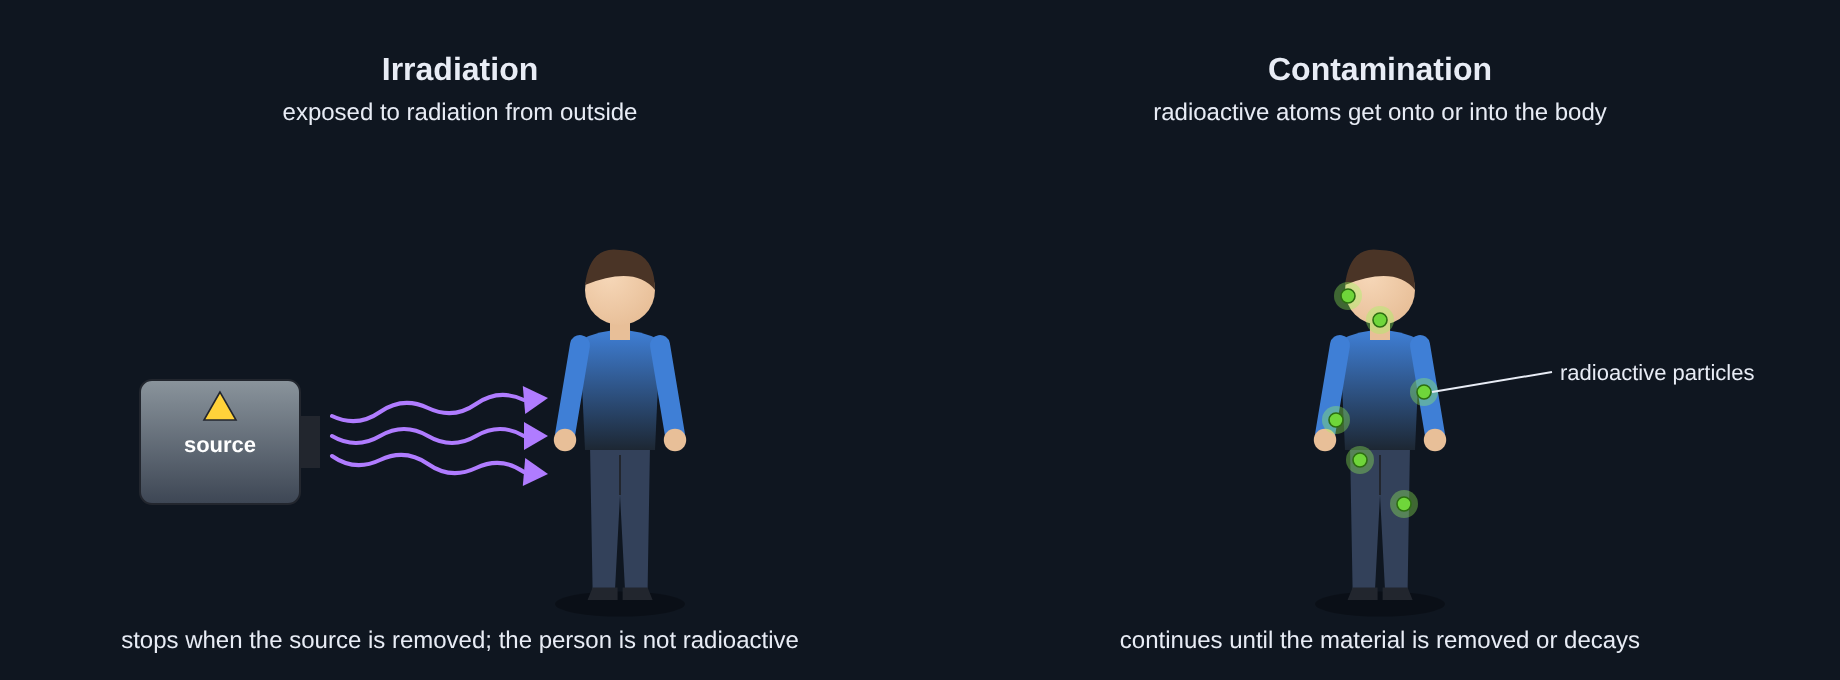 Irradiation
exposed to radiation from outside
source
stops when the source is removed; the person is not radioactive
Contamination
radioactive atoms get onto or into the body
radioactive particles
continues until the material is removed or decays